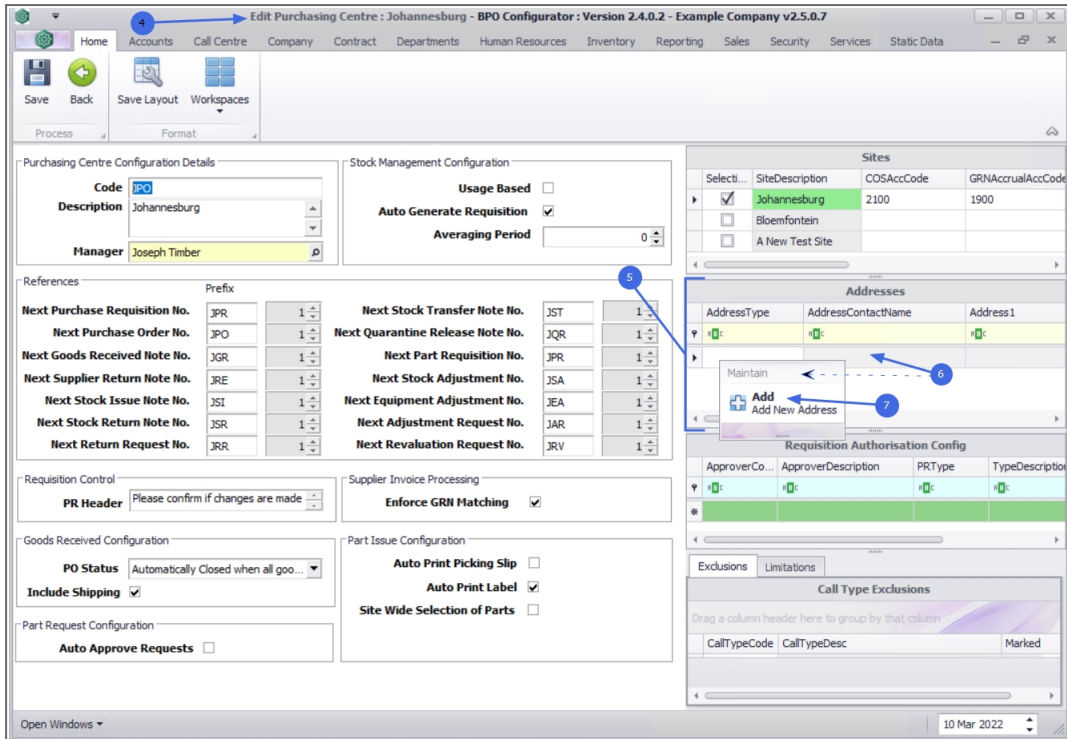 4
Edit Purchasing Centre : Johannesburg - BPO Configurator : Version 2.4.0.2 - Example Company v2.5.0.7
Home Accounts Call Centre Company Contract Departments Human Resources Inventory Reporting Sales Security Services Static Data
Save Back Save Layout Workspaces
Process Format
Purchasing Centre Configuration Details
Code JPO
Description Johannesburg
Manager Joseph Timber
Stock Management Configuration
Usage Based
Auto Generate Requisition
Averaging Period 0
References
Prefix
Next Purchase Requisition No. JPR 1
Next Purchase Order No. JPO 1
Next Goods Received Note No. JGR 1
Next Supplier Return Note No. JRE 1
Next Stock Issue Note No. JSI 1
Next Stock Return Note No. JSR 1
Next Return Request No. JRR 1
Next Stock Transfer Note No. JST 1
Next Quarantine Release Note No. JQR 1
Next Part Requisition No. JPR 1
Next Stock Adjustment No. JSA 1
Next Equipment Adjustment No. JEA 1
Next Adjustment Request No. JAR 1
Next Revaluation Request No. JRV 1
Requisition Control
PR Header Please confirm if changes are made
Supplier Invoice Processing
Enforce GRN Matching
Goods Received Configuration
PO Status Automatically Closed when all goo...
Include Shipping
Part Issue Configuration
Auto Print Picking Slip
Auto Print Label
Site Wide Selection of Parts
Part Request Configuration
Auto Approve Requests
Sites
Selecti... SiteDescription COSAccCode GRNAccrualAccCode
Johannesburg 2100 1900
Bloemfontein
A New Test Site
5
Addresses
AddressType AddressContactName Address1
ABC ABC ABC
Maintain
6
Add
Add New Address
7
Requisition Authorisation Config
ApproverCo... ApproverDescription PRType TypeDescription
ABC ABC ABC ABC
Exclusions Limitations
Call Type Exclusions
Drag a column header here to group by that column
CallTypeCode CallTypeDesc Marked
Open Windows
10 Mar 2022